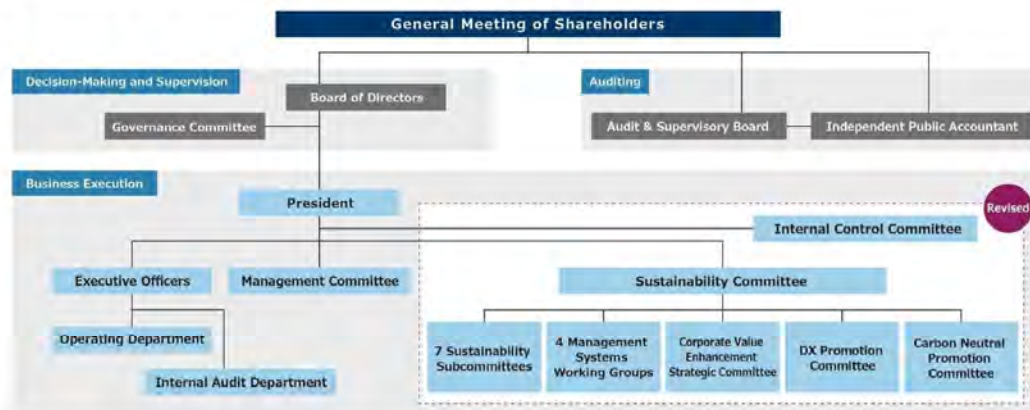 General Meeting of Shareholders
Decision-Making and Supervision
Auditing
Board of Directors
Governance Committee
Audit & Supervisory Board
Independent Public Accountant
Business Execution
President
Revised
Internal Control Committee
Executive Officers
Management Committee
Sustainability Committee
Operating Department
Internal Audit Department
7 Sustainability
Subcommittees
4 Management
Systems
Working Groups
Corporate Value
Enhancement
Strategic Committee
DX Promotion
Committee
Carbon Neutral
Promotion
Committee